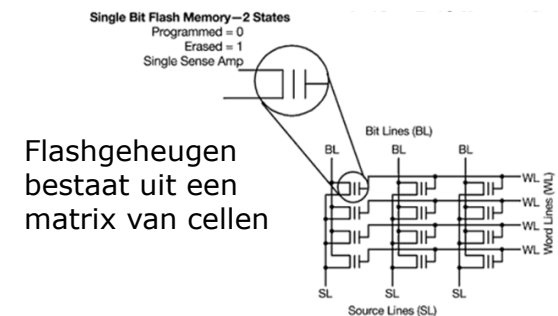 Single Bit Flash Memory—2 States
Programmed = 0
Erased = 1
Single Sense Amp
Flashgeheugen
bestaat uit een
matrix van cellen
Bit Lines (BL)
BL BL BL
WL
WL
WL
WL
Word Lines (WL)
SL SL SL
Source Lines (SL)